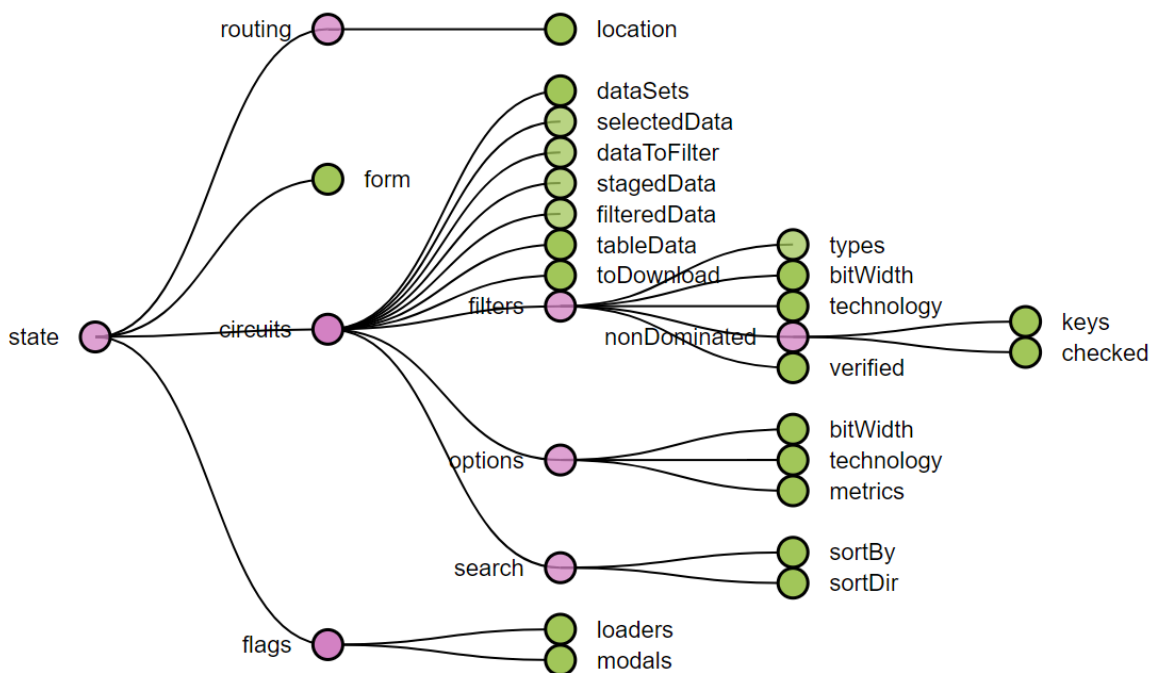 routing
location
dataSets
selectedData
dataToFilter
form
stagedData
filteredData
tableData
types
toDownload
bitWidth
filters
technology
keys
state
circuits
nonDominated
checked
verified
bitWidth
options
technology
metrics
sortBy
search
sortDir
loaders
flags
modals